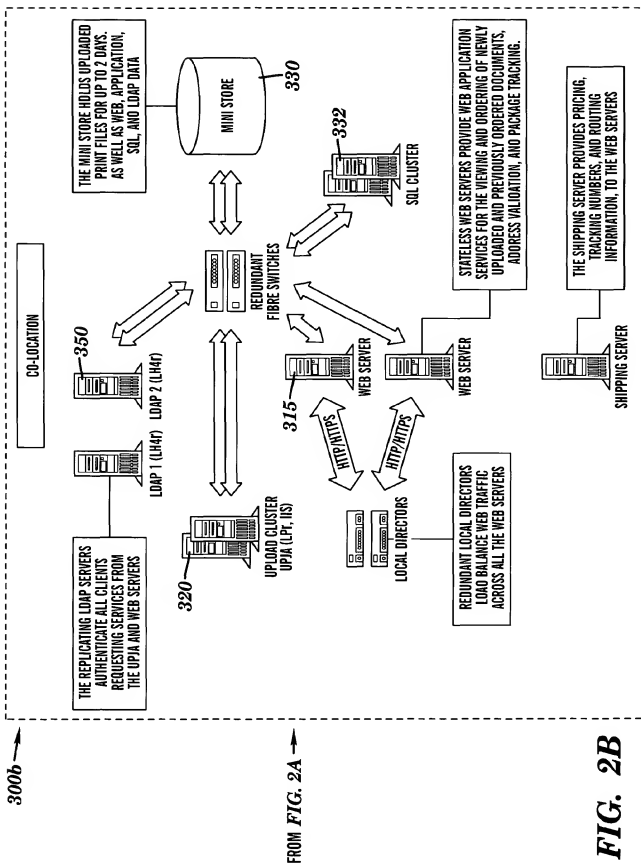 300b
FROM FIG. 2A
FIG. 2B
CO-LOCATION
THE REPLICATING LDAP SERVERS
AUTHENTICATE ALL CLIENTS
REQUESTING SERVICES FROM
THE UPJA AND WEB SERVERS
LDAP 1 (LH4r)
350
LDAP 2 (LH4r)
THE MINI STORE HOLDS UPLOADED
PRINT FILES FOR UP TO 2 DAYS.
AS WELL AS WEB, APPLICATION,
SQL, AND LDAP DATA
330
MINI STORE
REDUNDANT
FIBRE SWITCHES
320
UPLOAD CLUSTER
UPJA (LPr, IIS)
332
SQL CLUSTER
315
WEB SERVER
HTTP/HTTPS
HTTP/HTTPS
WEB SERVER
LOCAL DIRECTORS
REDUNDANT LOCAL DIRECTORS
LOAD BALANCE WEB TRAFFIC
ACROSS ALL THE WEB SERVERS
STATELESS WEB SERVERS PROVIDE WEB APPLICATION
SERVICES FOR THE VIEWING AND ORDERING OF NEWLY
UPLOADED AND PREVIOUSLY ORDERED DOCUMENTS,
ADDRESS VALIDATION, AND PACKAGE TRACKING.
SHIPPING SERVER
THE SHIPPING SERVER PROVIDES PRICING,
TRACKING NUMBERS, AND ROUTING
INFORMATION, TO THE WEB SERVERS